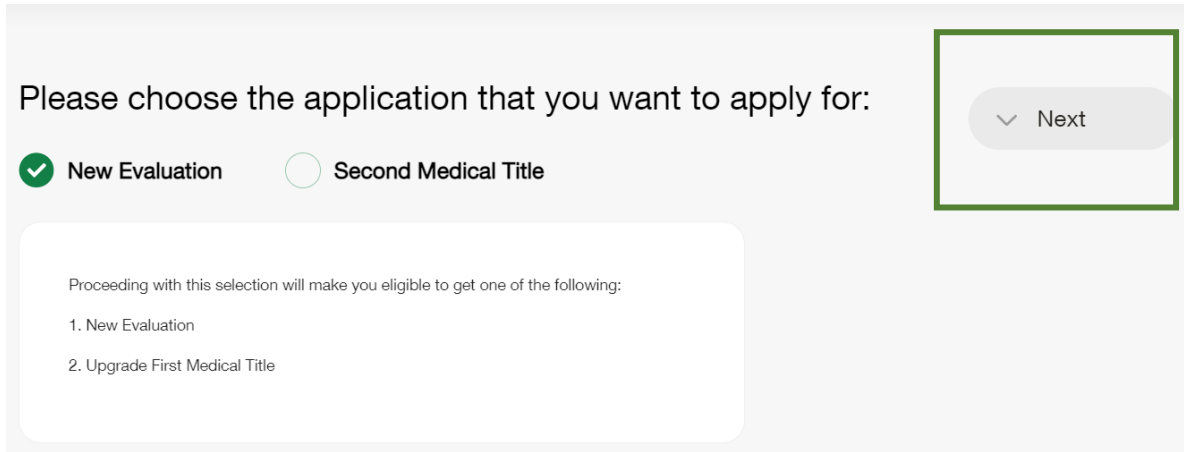 Please choose the application that you want to apply for:
Next
New Evaluation
Second Medical Title
Proceeding with this selection will make you eligible to get one of the following:
1. New Evaluation
2. Upgrade First Medical Title